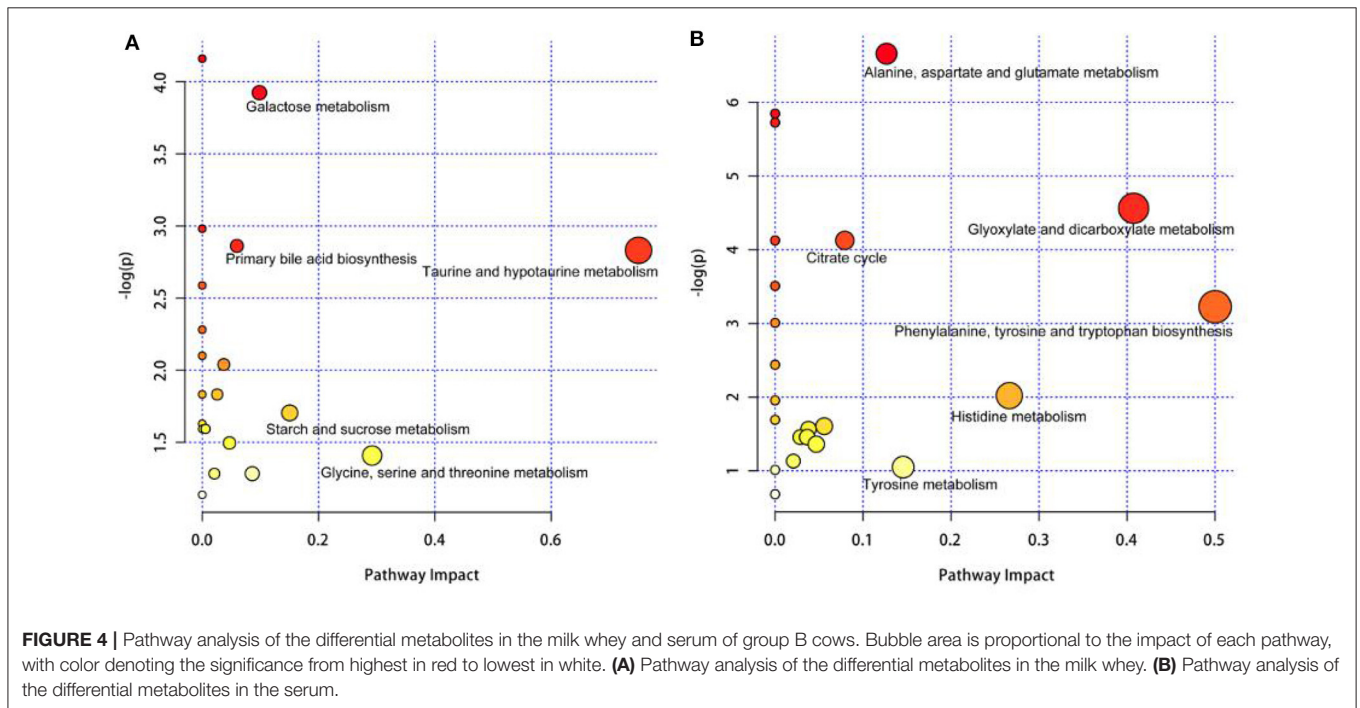 A
4.0
3.5
3.0
2.5
2.0
1.5
-log(p)
Galactose metabolism
Primary bile acid biosynthesis
Taurine and hypotaurine metabolism
Starch and sucrose metabolism
Glycine, serine and threonine metabolism
0.0 0.2 0.4 0.6
Pathway Impact
B
6
5
4
3
2
1
-log(p)
Alanine, aspartate and glutamate metabolism
Glyoxylate and dicarboxylate metabolism
Citrate cycle
Phenylalanine, tyrosine and tryptophan biosynthesis
Histidine metabolism
Tyrosine metabolism
0.0 0.1 0.2 0.3 0.4 0.5
Pathway Impact
FIGURE 4 | Pathway analysis of the differential metabolites in the milk whey and serum of group B cows. Bubble area is proportional to the impact of each pathway,
with color denoting the significance from highest in red to lowest in white. (A) Pathway analysis of the differential metabolites in the milk whey. (B) Pathway analysis of
the differential metabolites in the serum.